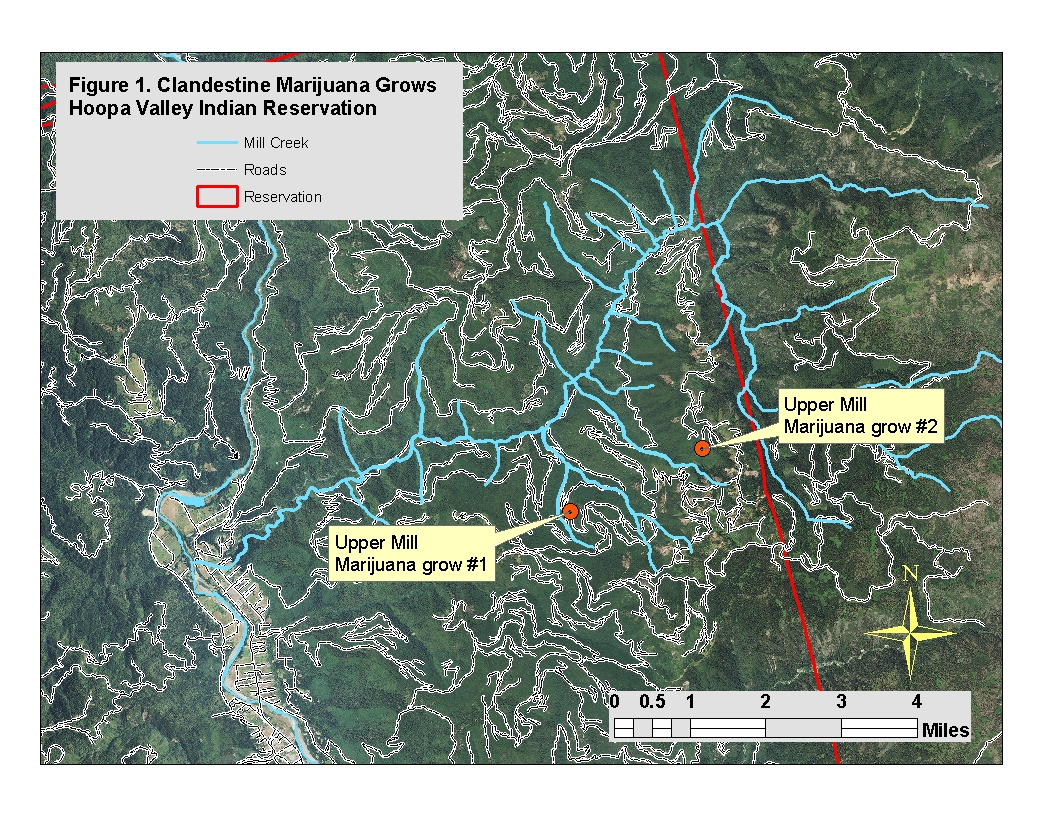 Figure 1. Clandestine Marijuana Grows
Hoopa Valley Indian Reservation
Mill Creek
Roads
Reservation
Upper Mill
Marijuana grow #2
Upper Mill
Marijuana grow #1
N
0 0.5 1 2 3 4
Miles